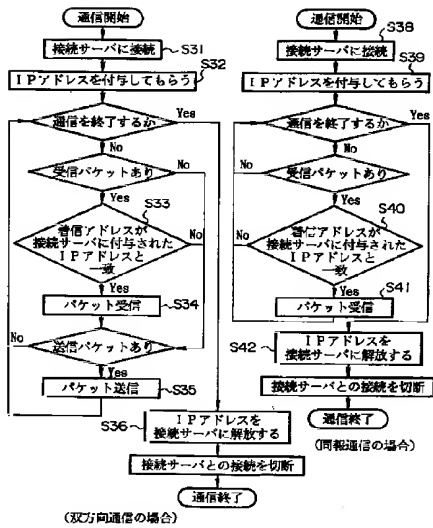 通信開始
接続サーバに接続
S31
S32
IPアドレスを付与してもらう
通信を終了するか
Yes
No
受信パケットあり
No
Yes
S33
着信アドレスが
接続サーバに付与された
IPアドレスと
一致
No
Yes
パケット受信
S34
送信パケットあり
No
Yes
パケット送信
S35
S36
IPアドレスを
接続サーバに解放する
接続サーバとの接続を切断
通信終了
(双方向通信の場合)
通信開始
S38
接続サーバに接続
S39
IPアドレスを付与してもらう
通信を終了するか
Yes
No
受信パケットあり
No
Yes
S40
着信アドレスが
接続サーバに付与された
IPアドレスと
一致
No
Yes
S41
パケット受信
S42
IPアドレスを
接続サーバに解放する
接続サーバとの接続を切断
通信終了
(同報通信の場合)